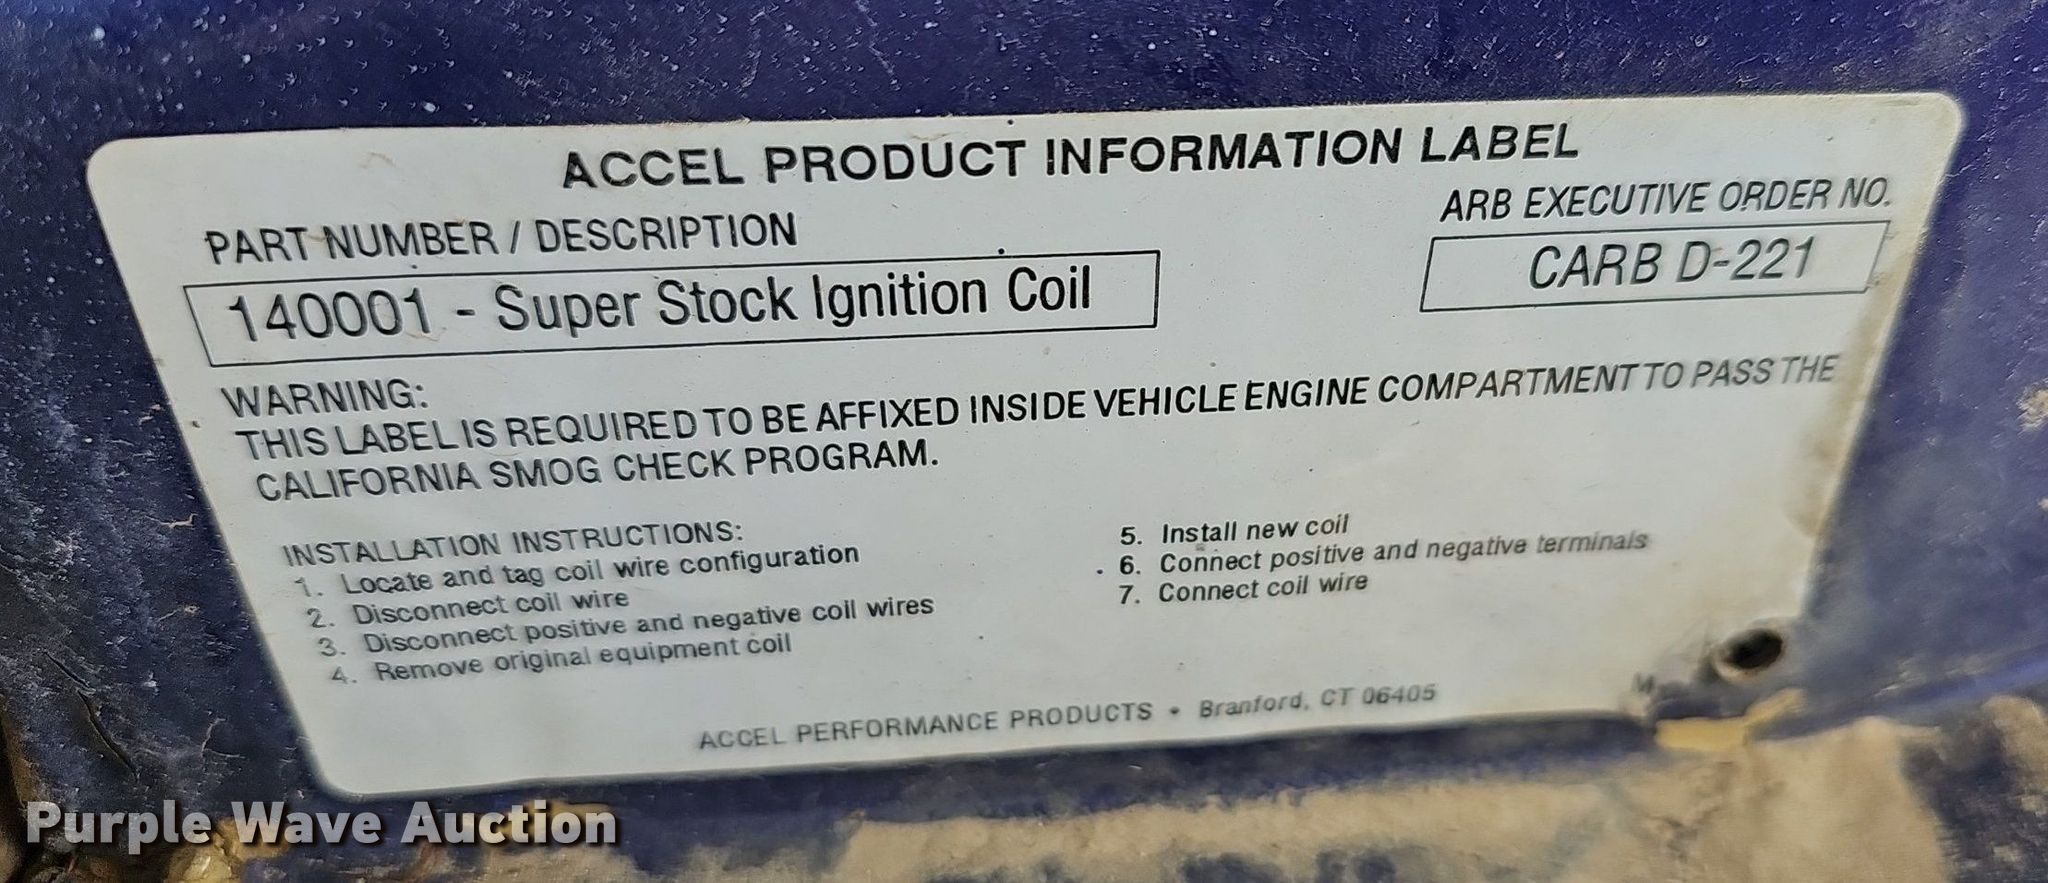 ACCEL PRODUCT INFORMATION LABEL
PART NUMBER / DESCRIPTION
140001 - Super Stock Ignition Coil
ARB EXECUTIVE ORDER NO.
CARB D-221
WARNING:
THIS LABEL IS REQUIRED TO BE AFFIXED INSIDE VEHICLE ENGINE COMPARTMENT TO PASS THE
CALIFORNIA SMOG CHECK PROGRAM.
INSTALLATION INSTRUCTIONS:
1. Locate and tag coil wire configuration
2. Disconnect coil wire
3. Disconnect positive and negative coil wires
4. Remove original equipment coil
5. Install new coil
6. Connect positive and negative terminals
7. Connect coil wire
ACCEL PERFORMANCE PRODUCTS • Branford, CT 06405
Purple Wave Auction